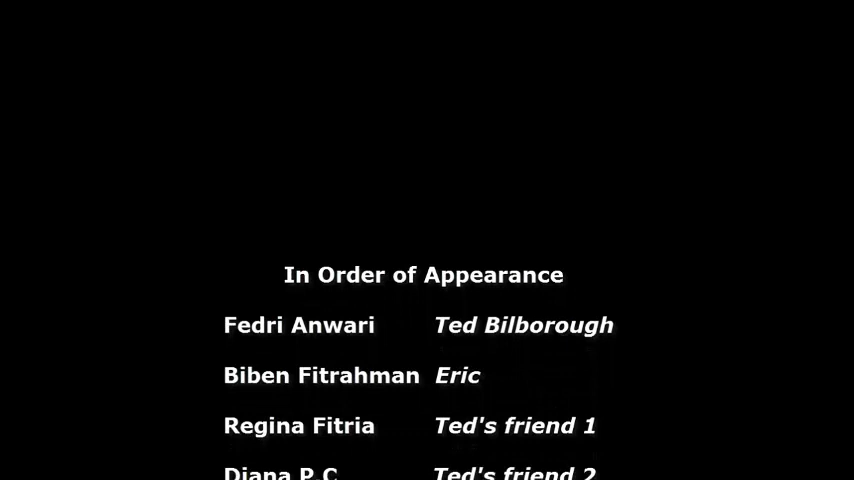 In Order of Appearance
Fedri Anwari Ted Bilborough
Biben Fitrahman Eric
Regina Fitria Ted's friend 1
Diana P.C Ted's friend 2